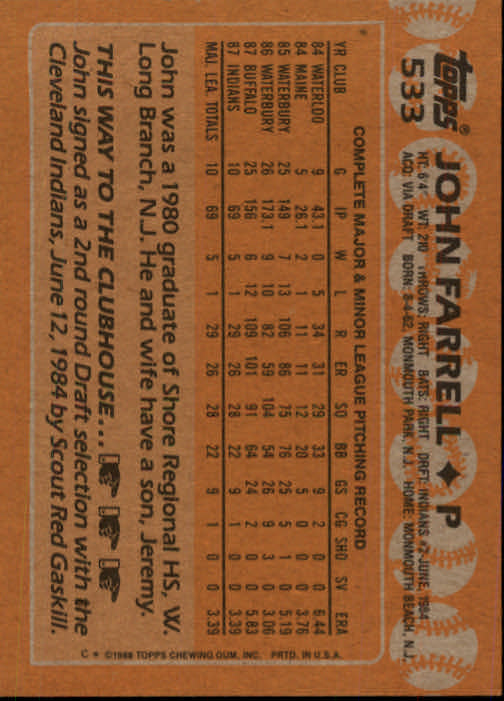 topps®
533
JOHN FARRELL ✦ P
HT: 6'4" WT: 210 THROWS: RIGHT BATS: RIGHT DRFT: INDIANS #2-JUNE 1984
ACQ: VIA DRAFT BORN: 8-4-62, MONMOUTH PARK, N.J. HOME: MONMOUTH BEACH, N.J.
COMPLETE MAJOR & MINOR LEAGUE PITCHING RECORD
YR CLUB G IP W L R ER SO BB GS CG SHO SV ERA
84 WATERLOO 9 43.1 0 5 34 31 29 33 9 2 0 0 6.44
84 MAINE 5 26.1 2 1 11 11 12 20 5 0 0 0 3.76
85 WATERBURY 25 149 7 13 106 86 75 76 25 5 1 0 5.19
86 WATERBURY 26 173.1 9 10 82 59 104 54 26 9 3 0 3.06
87 BUFFALO 25 156 6 12 109 101 91 64 24 2 0 0 5.83
87 INDIANS 10 69 5 1 29 26 28 22 9 1 0 0 3.39
MAJ. LEA. TOTALS 10 69 5 1 29 26 28 22 9 1 0 0 3.39
John was a 1980 graduate of Shore Regional HS, W.
Long Branch, N.J. He and wife have a son, Jeremy.
THIS WAY TO THE CLUBHOUSE...
John signed as a 2nd round Draft selection with the
Cleveland Indians, June 12, 1984 by Scout Red Gaskill.
C * ©1988 TOPPS CHEWING GUM, INC. PRTD. IN U.S.A.